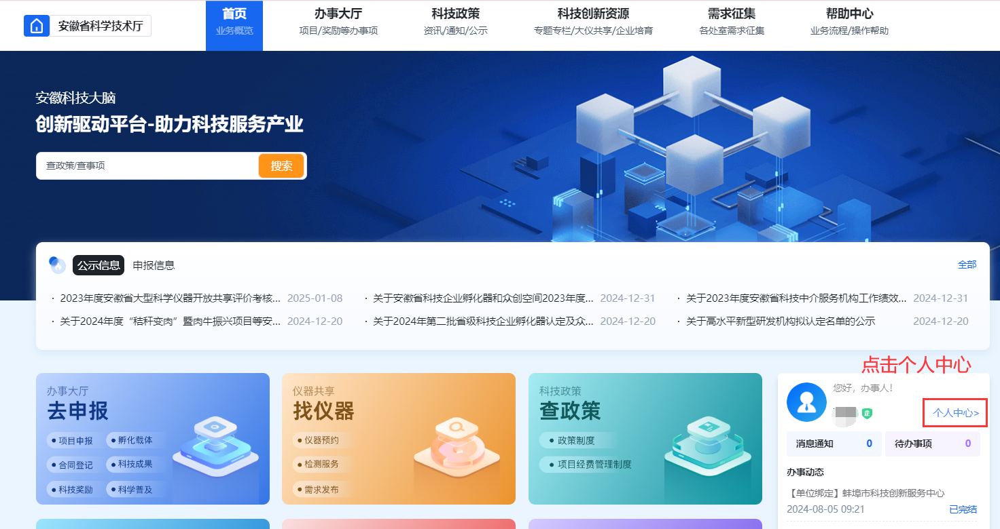 安徽省科学技术厅
首页
业务概览
办事大厅
项目/奖励等办事项
科技政策
资讯/通知/公示
科技创新资源
专题专栏/大仪共享/企业培育
需求征集
各处室需求征集
帮助中心
业务流程/操作帮助
安徽科技大脑
创新驱动平台-助力科技服务产业
查政策/查事项
搜索
公示信息
申报信息
全部
· 2023年度安徽省大型科学仪器开放共享评价考核... 2025-01-08
· 关于安徽省科技企业孵化器和众创空间2023年度... 2024-12-31
· 关于2023年度安徽省科技中介服务机构工作绩效... 2024-12-31
· 关于2024年度“秸秆变肉”暨肉牛振兴项目等安... 2024-12-20
· 关于2024年第二批省级科技企业孵化器认定及众... 2024-12-20
· 关于高水平新型研发机构拟认定名单的公示 2024-12-20
点击个人中心
办事大厅
去申报
项目申报
孵化载体
合同登记
科技成果
科技奖励
科学普及
仪器共享
找仪器
仪器预约
检测服务
需求发布
科技政策
查政策
政策制度
项目经费管理制度
您好，办事人！
个人中心>
消息通知 0
待办事项 0
办事动态
【单位绑定】蚌埠市科技创新服务中心
2024-08-05 09:21
已完结